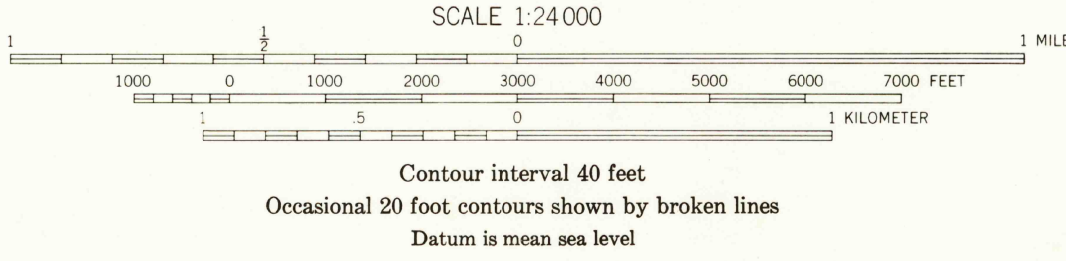 SCALE 1:24 000
1 1/2 0 1 MILE
1000 0 1000 2000 3000 4000 5000 6000 7000 FEET
1 .5 0 1 KILOMETER
Contour interval 40 feet
Occasional 20 foot contours shown by broken lines
Datum is mean sea level